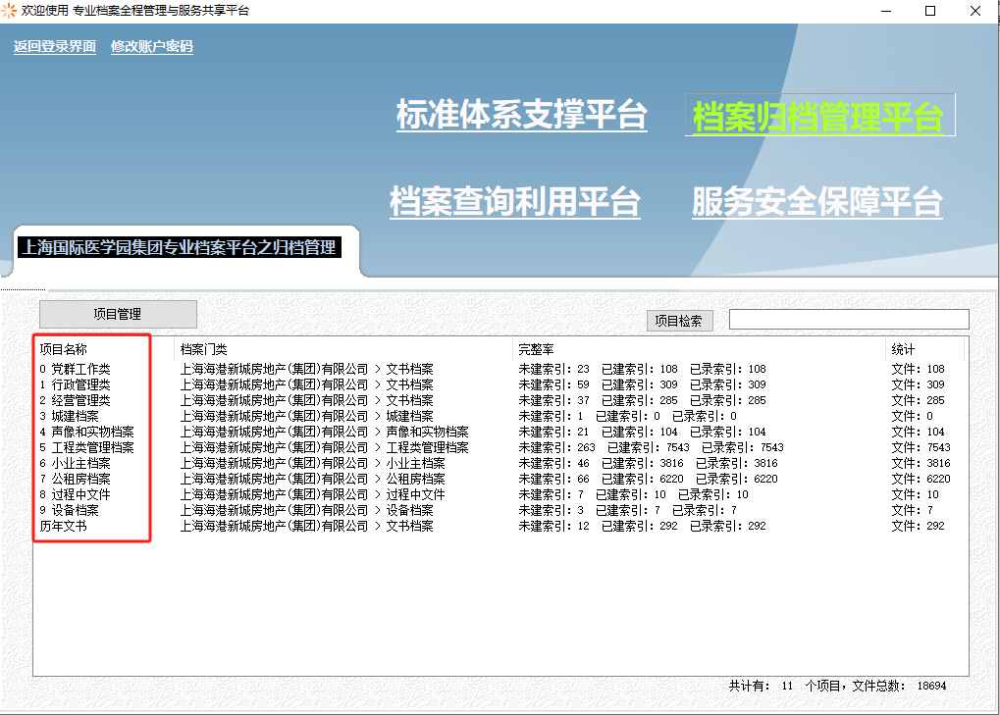 欢迎使用 专业档案全程管理与服务共享平台
返回登录界面 修改账户密码
标准体系支撑平台 档案归档管理平台
档案查询利用平台 服务安全保障平台
上海国际医学园集团专业档案平台之归档管理
项目管理 项目检索
项目名称 档案门类 完整率 统计
0 党群工作类 上海海港新城房地产(集团)有限公司 > 文书档案 未建索引: 23 已建索引: 108 已录索引: 108 文件: 108
1 行政管理类 上海海港新城房地产(集团)有限公司 > 文书档案 未建索引: 59 已建索引: 309 已录索引: 309 文件: 309
2 经营管理类 上海海港新城房地产(集团)有限公司 > 文书档案 未建索引: 37 已建索引: 285 已录索引: 285 文件: 285
3 城建档案 上海海港新城房地产(集团)有限公司 > 城建档案 未建索引: 1 已建索引: 0 已录索引: 0 文件: 0
4 声像和实物档案 上海海港新城房地产(集团)有限公司 > 声像和实物档案 未建索引: 21 已建索引: 104 已录索引: 104 文件: 104
5 工程类管理档案 上海海港新城房地产(集团)有限公司 > 工程类管理档案 未建索引: 263 已建索引: 7543 已录索引: 7543 文件: 7543
6 小业主档案 上海海港新城房地产(集团)有限公司 > 小业主档案 未建索引: 46 已建索引: 3816 已录索引: 3816 文件: 3816
7 公租房档案 上海海港新城房地产(集团)有限公司 > 公租房档案 未建索引: 66 已建索引: 6220 已录索引: 6220 文件: 6220
8 过程中文件 上海海港新城房地产(集团)有限公司 > 过程中文件 未建索引: 7 已建索引: 10 已录索引: 10 文件: 10
9 设备档案 上海海港新城房地产(集团)有限公司 > 设备档案 未建索引: 3 已建索引: 7 已录索引: 7 文件: 7
历年文书 上海海港新城房地产(集团)有限公司 > 文书档案 未建索引: 12 已建索引: 292 已录索引: 292 文件: 292
共计有: 11 个项目，文件总数: 18694